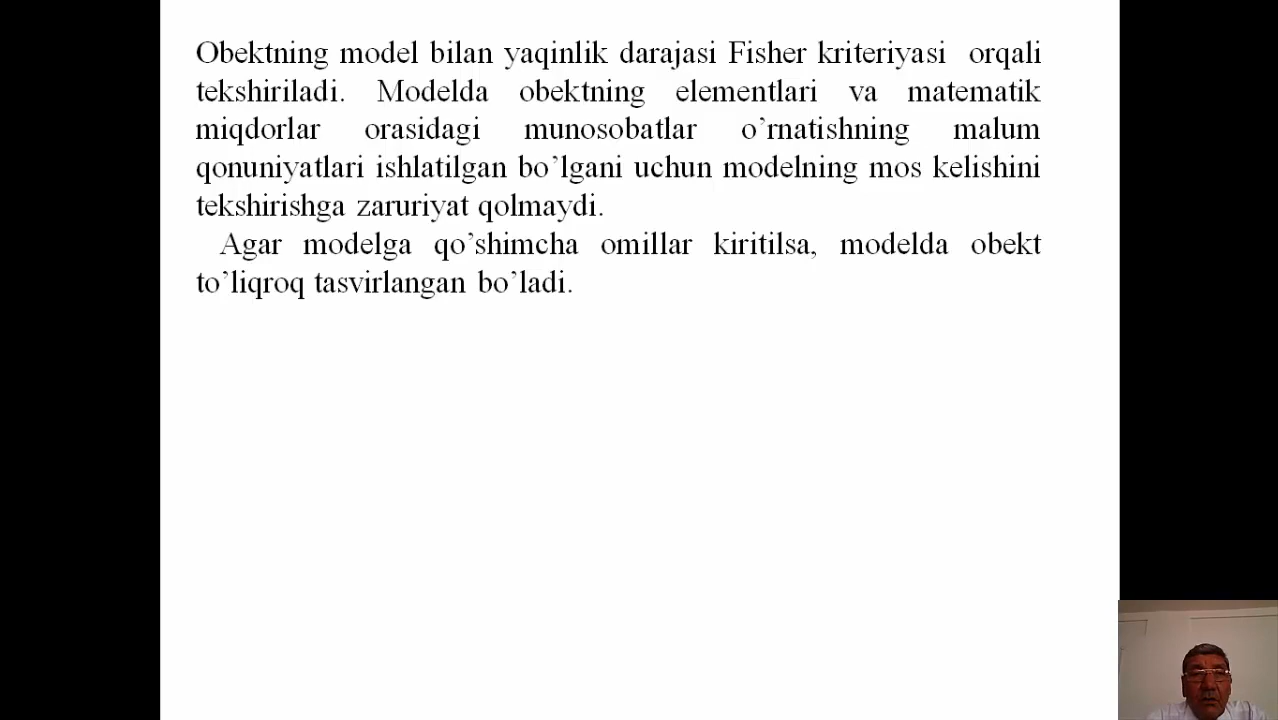 Obektning model bilan yaqinlik darajasi Fisher kriteriyasi orqali
tekshiriladi. Modelda obektning elementlari va matematik
miqdorlar orasidagi munosobatlar o’rnatishning malum
qonuniyatlari ishlatilgan bo’lgani uchun modelning mos kelishini
tekshirishga zaruriyat qolmaydi.
Agar modelga qo’shimcha omillar kiritilsa, modelda obekt
to’liqroq tasvirlangan bo’ladi.